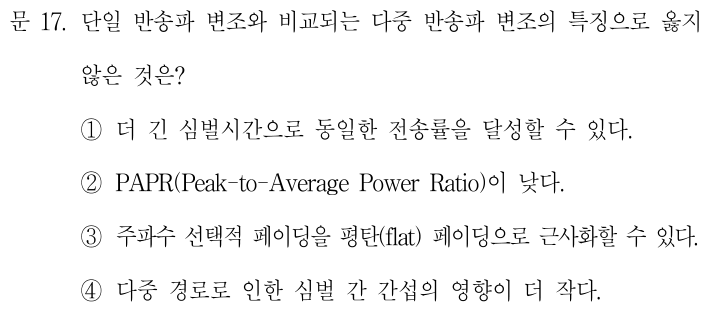 문 17. 단일 반송파 변조와 비교되는 다중 반송파 변조의 특징으로 옳지
않은 것은?
① 더 긴 심벌시간으로 동일한 전송률을 달성할 수 있다.
② PAPR(Peak-to-Average Power Ratio)이 낮다.
③ 주파수 선택적 페이딩을 평탄(flat) 페이딩으로 근사화할 수 있다.
④ 다중 경로로 인한 심벌 간 간섭의 영향이 더 작다.